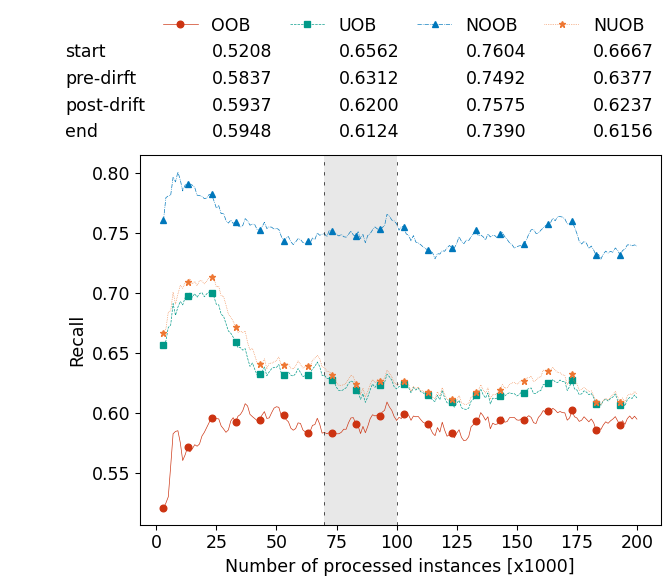 OOB UOB NOOB NUOB
start 0.5208 0.6562 0.7604 0.6667
pre-dirft 0.5837 0.6312 0.7492 0.6377
post-drift 0.5937 0.6200 0.7575 0.6237
end 0.5948 0.6124 0.7390 0.6156
0.80
0.75
0.70
0.65
0.60
0.55
Recall
0 25 50 75 100 125 150 175 200
Number of processed instances [x1000]